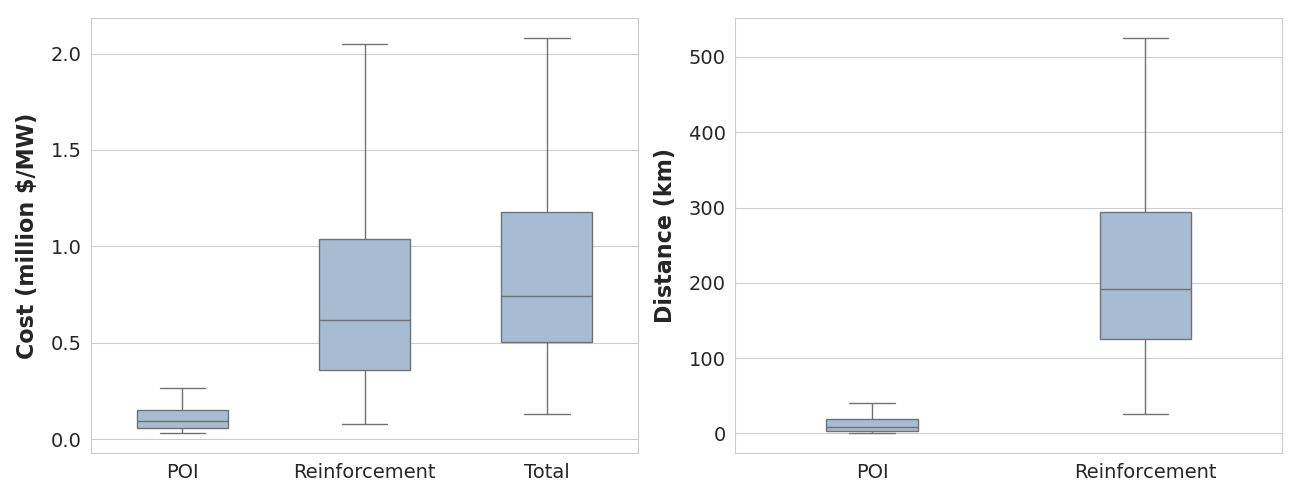 Cost (million $/MW)
2.0
1.5
1.0
0.5
0.0
POI Reinforcement Total
Distance (km)
500
400
300
200
100
0
POI Reinforcement